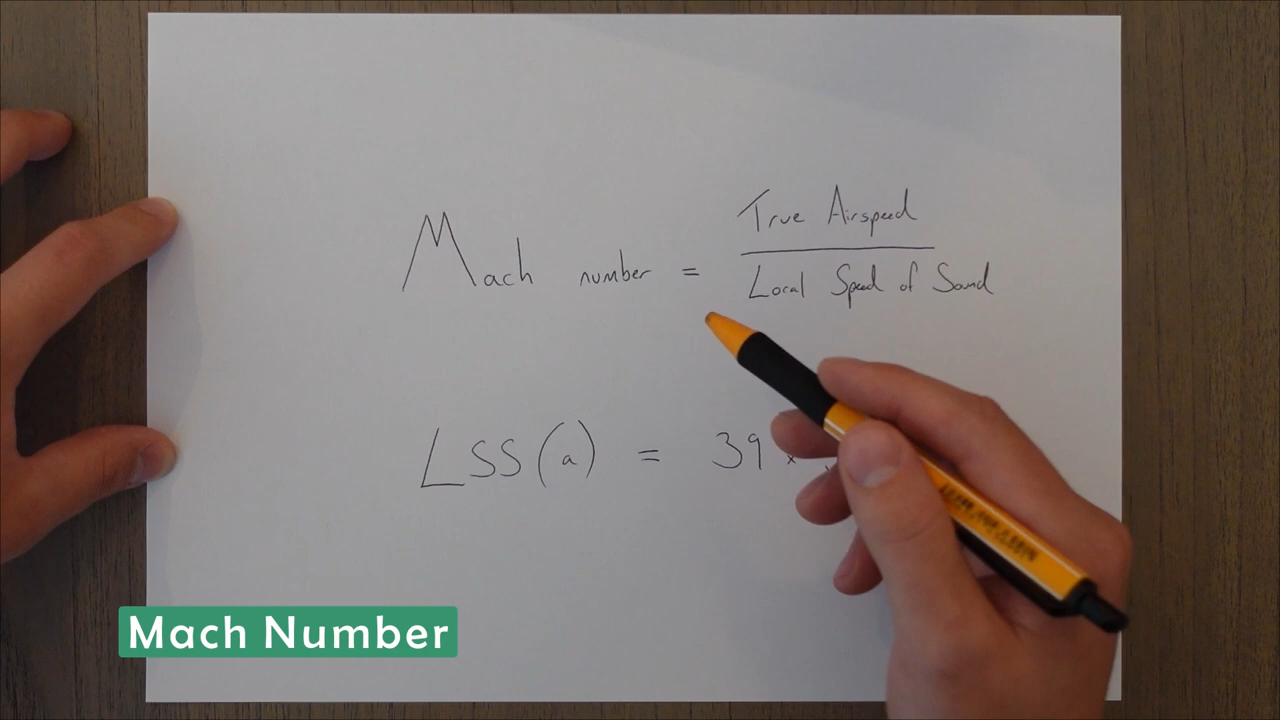 Mach number = True Airspeed
Local Speed of Sound
LSS(a) = 39 ×
Mach Number